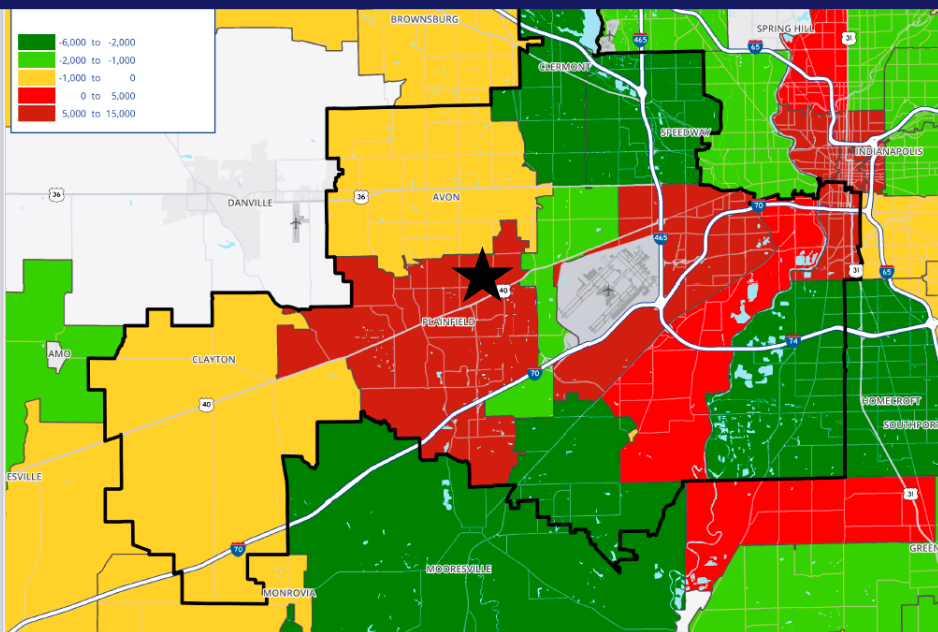 BROWNSBURG
-6,000 to -2,000
-2,000 to -1,000
-1,000 to 0
0 to 5,000
5,000 to 15,000
SPRING HILL
31
465
65
CLERMONT
SPEEDWAY
INDIANAPOLIS
36
DANVILLE
36
AVON
70
465
31
65
40
PLAINFIELD
74
AMO
CLAYTON
70
40
HOMECROFT
SOUTHPOR
ESVILLE
31
70
GREEN
MOORESVILLE
MONROVIA